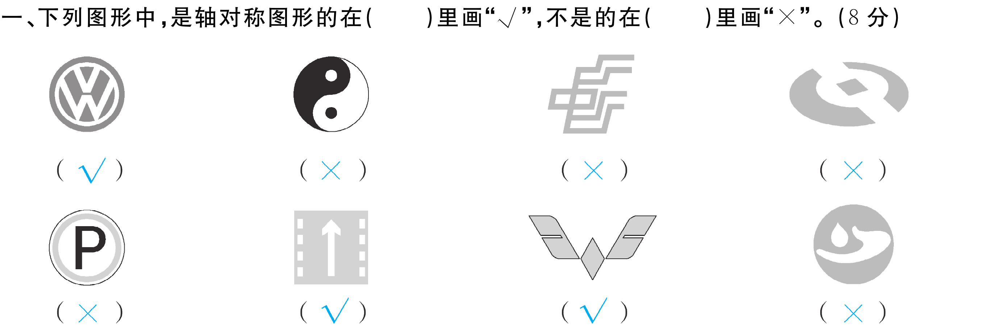 一、下列图形中,是轴对称图形的在(　　)里画“√”,不是的在(　　)里画“×”。(8 分)
( √ ) ( × ) ( × ) ( × )
P
( × ) ( √ ) ( √ ) ( × )